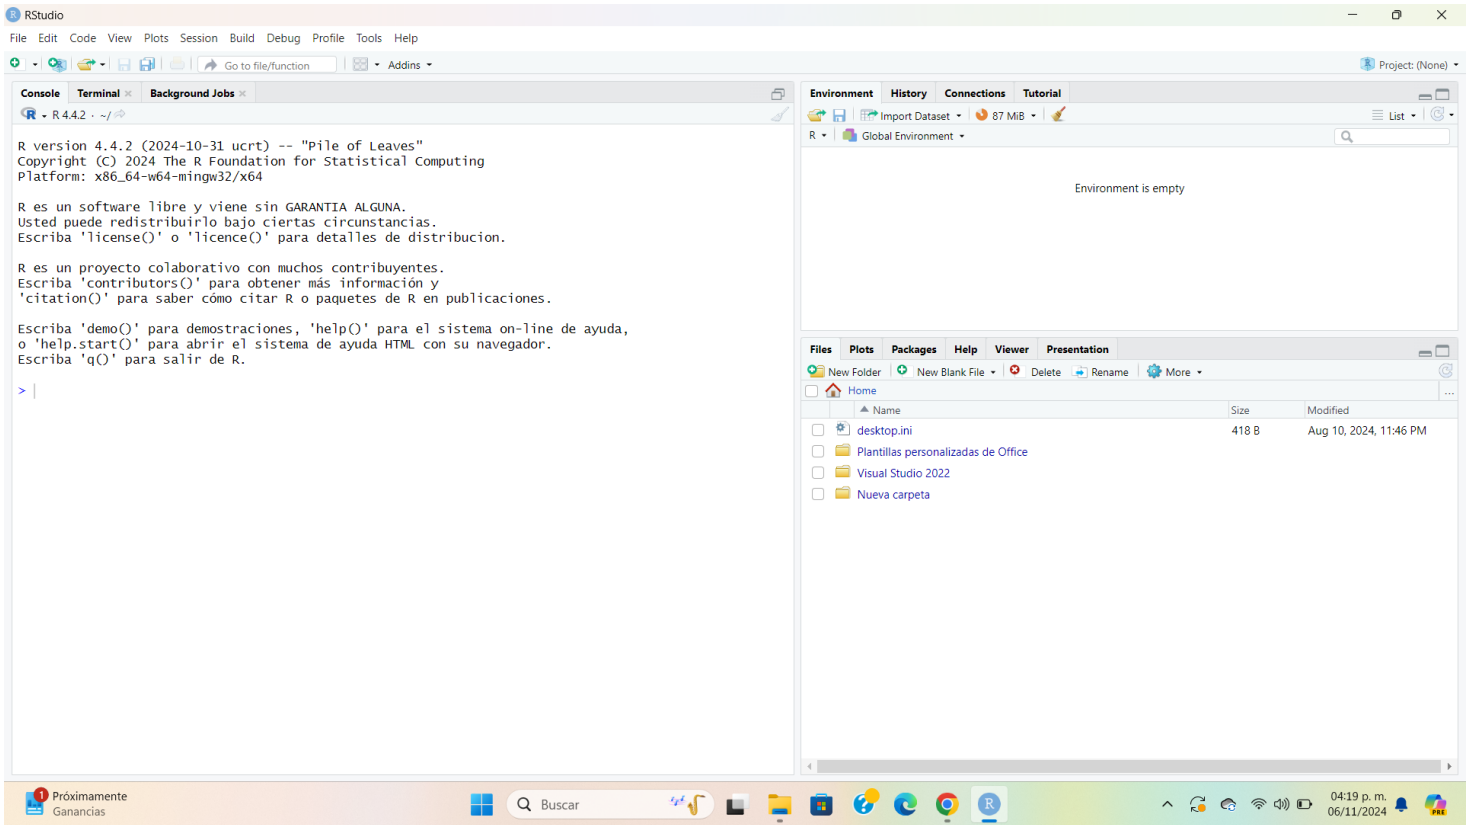 RStudio
File Edit Code View Plots Session Build Debug Profile Tools Help
Go to file/function Addins Project: (None)
Console Terminal Background Jobs
R 4.4.2 · ~/
R version 4.4.2 (2024-10-31 ucrt) -- "Pile of Leaves"
Copyright (C) 2024 The R Foundation for Statistical Computing
Platform: x86_64-w64-mingw32/x64
R es un software libre y viene sin GARANTIA ALGUNA.
Usted puede redistribuirlo bajo ciertas circunstancias.
Escriba 'license()' o 'licence()' para detalles de distribucion.
R es un proyecto colaborativo con muchos contribuyentes.
Escriba 'contributors()' para obtener más información y
'citation()' para saber cómo citar R o paquetes de R en publicaciones.
Escriba 'demo()' para demostraciones, 'help()' para el sistema on-line de ayuda,
o 'help.start()' para abrir el sistema de ayuda HTML con su navegador.
Escriba 'q()' para salir de R.
>
Environment History Connections Tutorial
Import Dataset 87 MiB List
R Global Environment
Environment is empty
Files Plots Packages Help Viewer Presentation
New Folder New Blank File Delete Rename More
Home ...
Name Size Modified
desktop.ini 418 B Aug 10, 2024, 11:46 PM
Plantillas personalizadas de Office
Visual Studio 2022
Nueva carpeta
1 Próximamente
Ganancias
Buscar
04:19 p. m.
06/11/2024
PRE